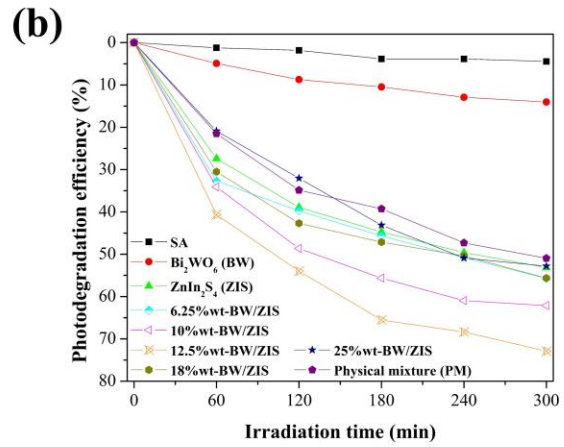 (b)
Photodegradation efficiency (%)
0
10
20
30
40
50
60
70
80
SA
Bi₂WO₆ (BW)
ZnIn₂S₄ (ZIS)
6.25%wt-BW/ZIS
10%wt-BW/ZIS
12.5%wt-BW/ZIS 25%wt-BW/ZIS
18%wt-BW/ZIS Physical mixture (PM)
0 60 120 180 240 300
Irradiation time (min)